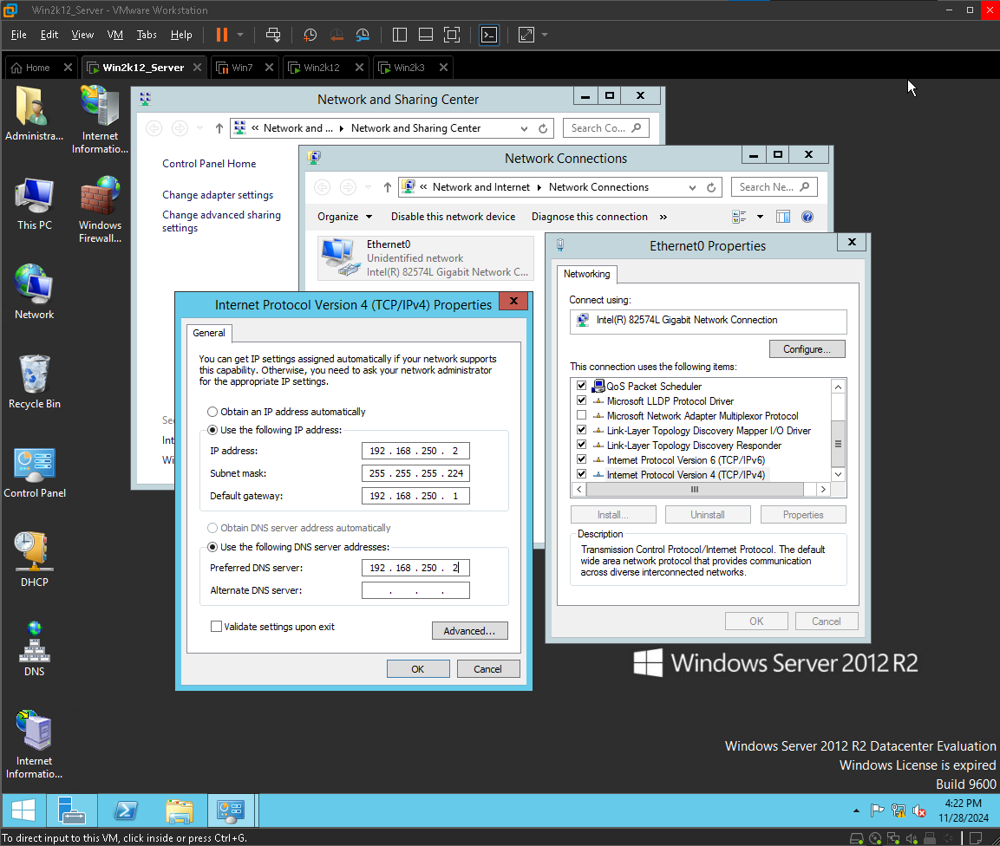 Win2k12_Server - VMware Workstation
File Edit View VM Tabs Help
Home Win2k12_Server Win7 Win2k12 Win2k3
Administra...
Internet
Informatio...
This PC
Windows
Firewall...
Network
Recycle Bin
Control Panel
DHCP
DNS
Internet
Informatio...
Network and Sharing Center
« Network and ... Network and Sharing Center
Search Co...
Control Panel Home
Change adapter settings
Change advanced sharing
settings
See
Int
Wi
Network Connections
« Network and Internet Network Connections
Search Ne...
Organize Disable this network device Diagnose this connection »
Ethernet0
Unidentified network
Intel(R) 82574L Gigabit Network C...
Internet Protocol Version 4 (TCP/IPv4) Properties
General
You can get IP settings assigned automatically if your network supports
this capability. Otherwise, you need to ask your network administrator
for the appropriate IP settings.
Obtain an IP address automatically
Use the following IP address:
IP address: 192 . 168 . 250 . 2
Subnet mask: 255 . 255 . 255 . 224
Default gateway: 192 . 168 . 250 . 1
Obtain DNS server address automatically
Use the following DNS server addresses:
Preferred DNS server: 192 . 168 . 250 . 2
Alternate DNS server: . . .
Validate settings upon exit
Advanced...
OK Cancel
Ethernet0 Properties
Networking
Connect using:
Intel(R) 82574L Gigabit Network Connection
Configure...
This connection uses the following items:
QoS Packet Scheduler
Microsoft LLDP Protocol Driver
Microsoft Network Adapter Multiplexor Protocol
Link-Layer Topology Discovery Mapper I/O Driver
Link-Layer Topology Discovery Responder
Internet Protocol Version 6 (TCP/IPv6)
Internet Protocol Version 4 (TCP/IPv4)
Install... Uninstall Properties
Description
Transmission Control Protocol/Internet Protocol. The default
wide area network protocol that provides communication
across diverse interconnected networks.
OK Cancel
Windows Server 2012 R2
Windows Server 2012 R2 Datacenter Evaluation
Windows License is expired
Build 9600
4:22 PM
11/28/2024
To direct input to this VM, click inside or press Ctrl+G.